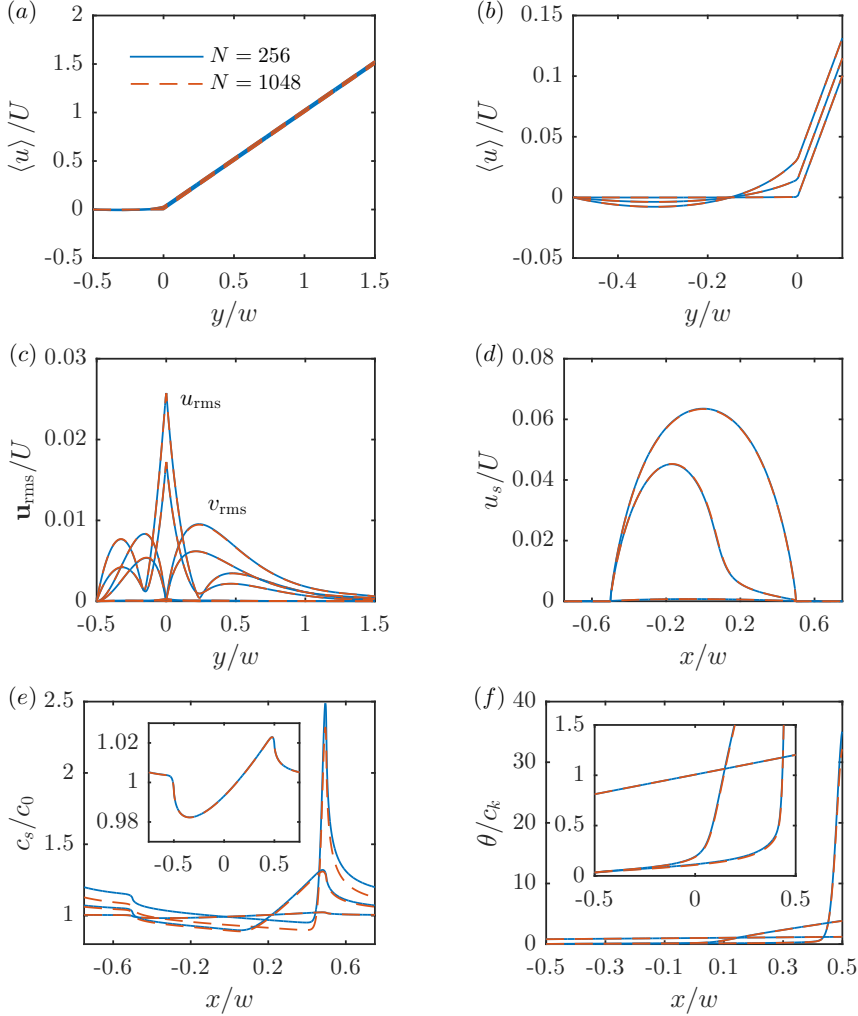 (a)
2
1.5
1
0.5
0
-0.5
⟨u⟩/U
N = 256
N = 1048
-0.5 0 0.5 1 1.5
y/w
(b)
0.15
0.1
0.05
0
-0.05
⟨u⟩/U
-0.4 -0.2 0
y/w
(c)
0.03
0.02
0.01
0
u_rms/U
u_rms
v_rms
-0.5 0 0.5 1 1.5
y/w
(d)
0.08
0.06
0.04
0.02
0
u_s/U
-0.6 -0.2 0.2 0.6
x/w
(e)
2.5
2
1.5
1
c_s/c_0
1.02
1
0.98
-0.5 0 0.5
-0.6 -0.2 0.2 0.6
x/w
(f)
40
30
20
10
0
θ/c_k
1.5
1
0.5
0
-0.5 0 0.5
-0.5 -0.3 -0.1 0.1 0.3 0.5
x/w